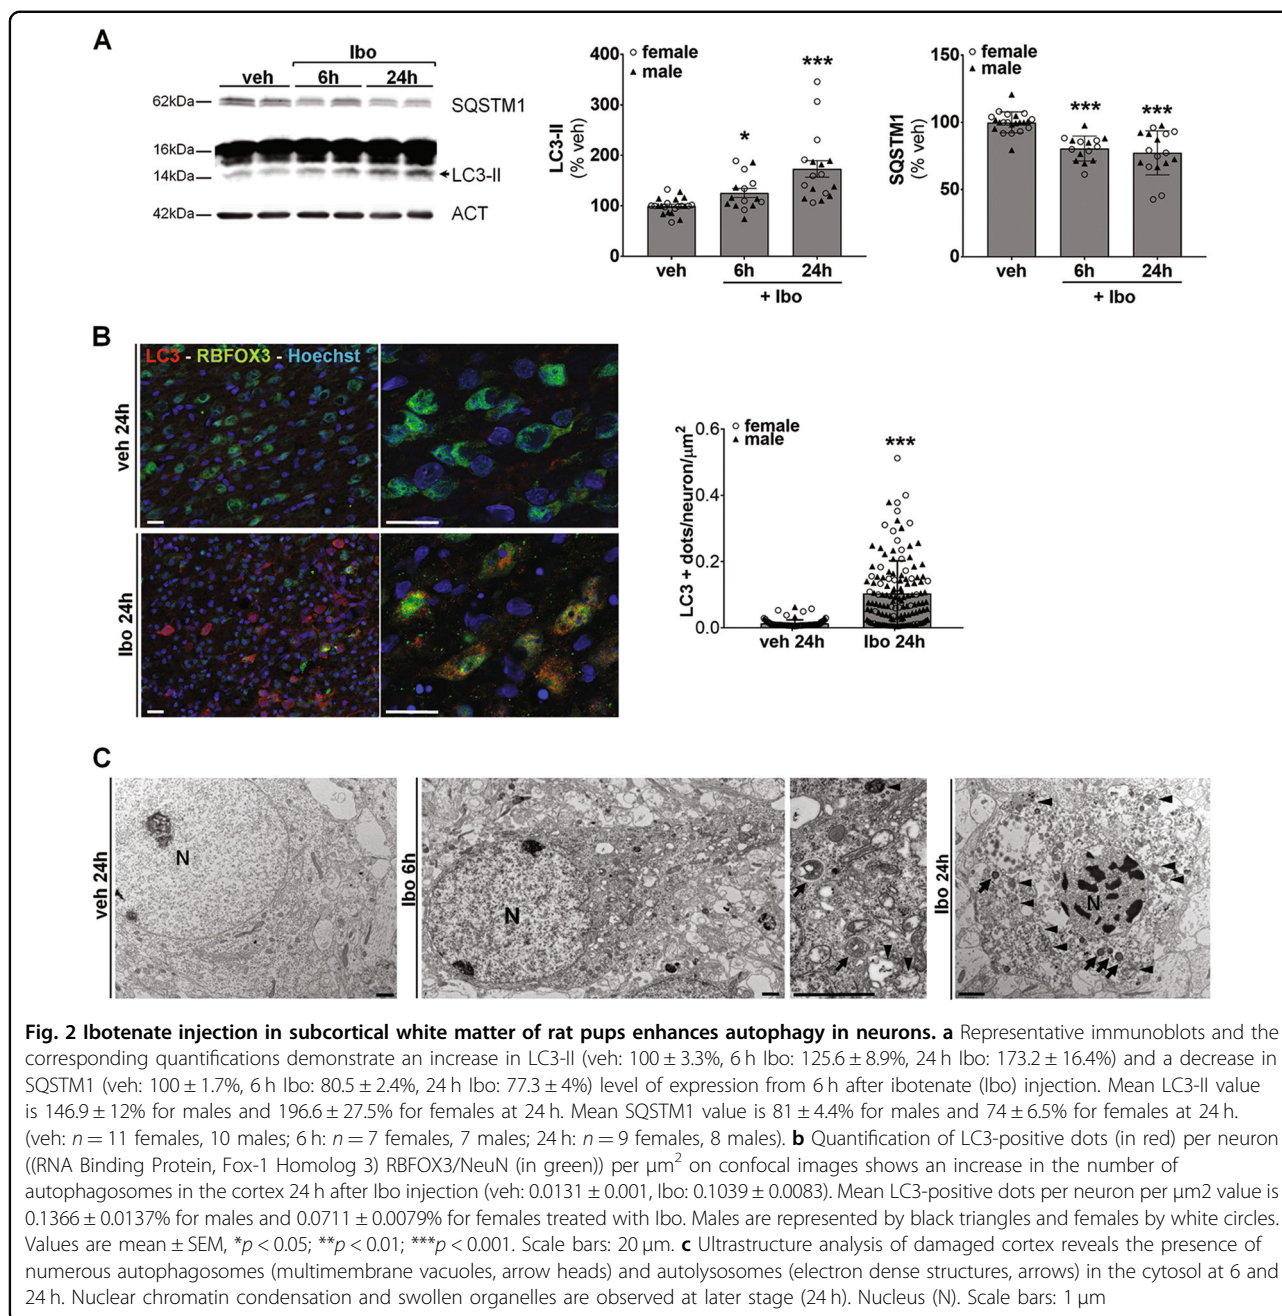 A
Ibo
veh 6h 24h
62kDa
SQSTM1
16kDa
14kDa
LC3-II
42kDa
ACT
400
300
200
100
0
LC3-II
(% veh)
female
male
*
***
veh 6h 24h
+ Ibo
150
100
50
0
SQSTM1
(% veh)
female
male
***
***
veh 6h 24h
+ Ibo
B
LC3 - RBFOX3 - Hoechst
veh 24h
Ibo 24h
0.6
0.4
0.2
0.0
LC3 + dots/neuron/μm²
female
male
***
veh 24h Ibo 24h
C
veh 24h
N
Ibo 6h
N
Ibo 24h
N
Fig. 2 Ibotenate injection in subcortical white matter of rat pups enhances autophagy in neurons. a Representative immunoblots and the
corresponding quantifications demonstrate an increase in LC3-II (veh: 100 ± 3.3%, 6 h Ibo: 125.6 ± 8.9%, 24 h Ibo: 173.2 ± 16.4%) and a decrease in
SQSTM1 (veh: 100 ± 1.7%, 6 h Ibo: 80.5 ± 2.4%, 24 h Ibo: 77.3 ± 4%) level of expression from 6 h after ibotenate (Ibo) injection. Mean LC3-II value
is 146.9 ± 12% for males and 196.6 ± 27.5% for females at 24 h. Mean SQSTM1 value is 81 ± 4.4% for males and 74 ± 6.5% for females at 24 h.
(veh: n = 11 females, 10 males; 6 h: n = 7 females, 7 males; 24 h: n = 9 females, 8 males). b Quantification of LC3-positive dots (in red) per neuron
((RNA Binding Protein, Fox-1 Homolog 3) RBFOX3/NeuN (in green)) per μm² on confocal images shows an increase in the number of
autophagosomes in the cortex 24 h after Ibo injection (veh: 0.0131 ± 0.001, Ibo: 0.1039 ± 0.0083). Mean LC3-positive dots per neuron per μm2 value is
0.1366 ± 0.0137% for males and 0.0711 ± 0.0079% for females treated with Ibo. Males are represented by black triangles and females by white circles.
Values are mean ± SEM, *p < 0.05; **p < 0.01; ***p < 0.001. Scale bars: 20 μm. c Ultrastructure analysis of damaged cortex reveals the presence of
numerous autophagosomes (multimembrane vacuoles, arrow heads) and autolysosomes (electron dense structures, arrows) in the cytosol at 6 and
24 h. Nuclear chromatin condensation and swollen organelles are observed at later stage (24 h). Nucleus (N). Scale bars: 1 μm